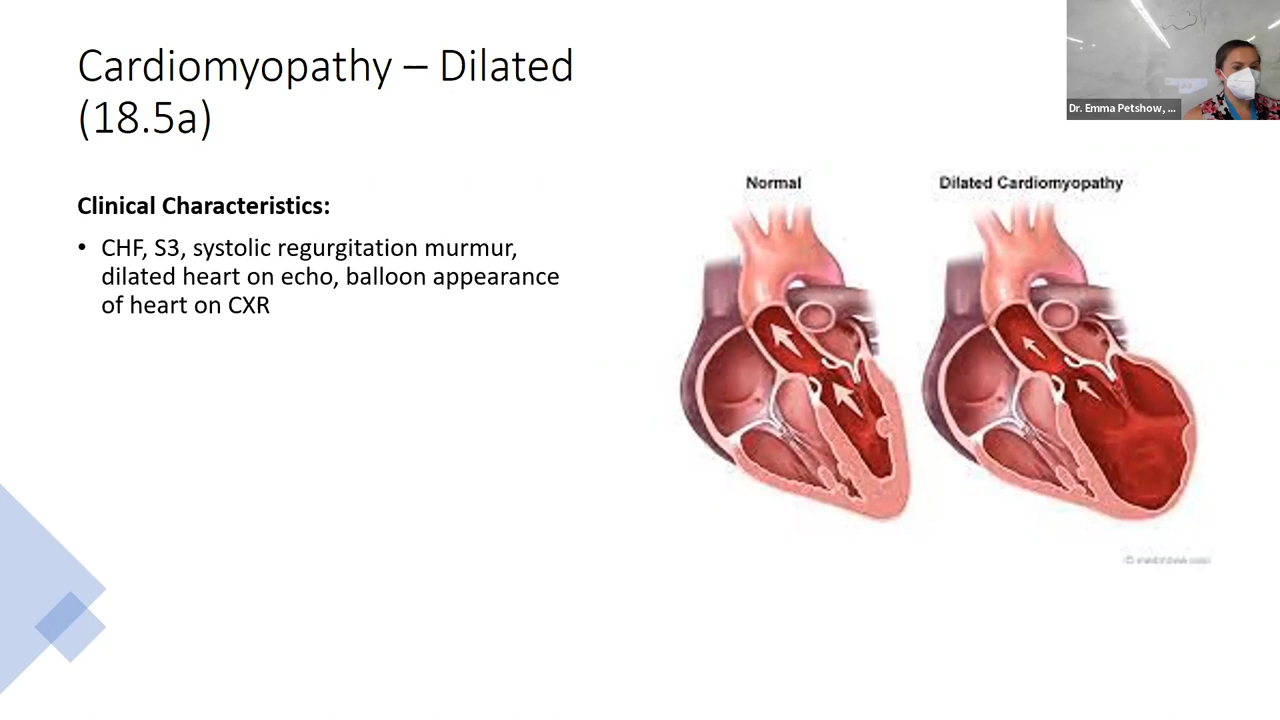 Cardiomyopathy – Dilated
(18.5a)
Dr. Emma Petshow, ...
Clinical Characteristics:
• CHF, S3, systolic regurgitation murmur,
dilated heart on echo, balloon appearance
of heart on CXR
Normal
Dilated Cardiomyopathy